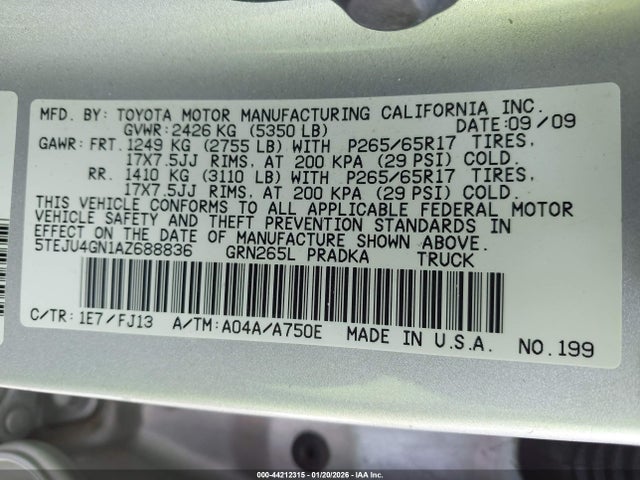 MFD. BY: TOYOTA MOTOR MANUFACTURING CALIFORNIA INC.
GVWR: 2426 KG (5350 LB) DATE: 09/09
GAWR: FRT. 1249 KG (2755 LB) WITH P265/65R17 TIRES,
17X7.5JJ RIMS, AT 200 KPA (29 PSI) COLD.
RR. 1410 KG (3110 LB) WITH P265/65R17 TIRES,
17X7.5JJ RIMS, AT 200 KPA (29 PSI) COLD.
THIS VEHICLE CONFORMS TO ALL APPLICABLE FEDERAL MOTOR
VEHICLE SAFETY AND THEFT PREVENTION STANDARDS IN
EFFECT ON THE DATE OF MANUFACTURE SHOWN ABOVE.
5TEJU4GN1AZ688836 GRN265L PRADKA TRUCK
C/TR: 1E7/FJ13 A/TM: A04A/A750E MADE IN U.S.A. NO.199
000-44212315 - 01/20/2026 - Copyright © 2026 IAA, Inc.